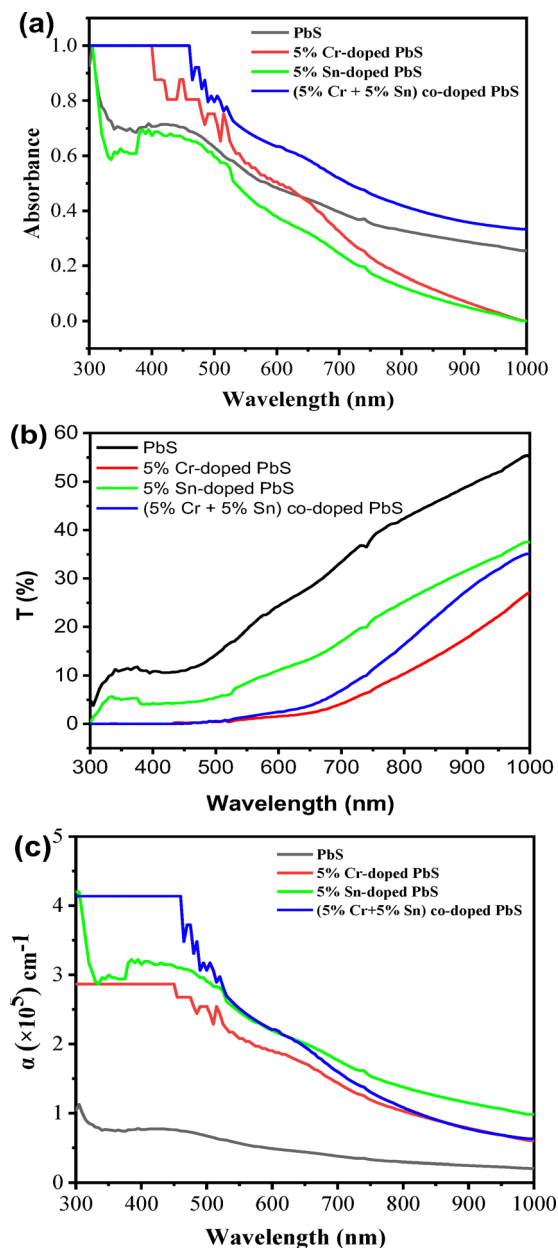 (a)
PbS
5% Cr-doped PbS
5% Sn-doped PbS
(5% Cr + 5% Sn) co-doped PbS
1.0
0.8
0.6
0.4
0.2
0.0
Absorbance
300 400 500 600 700 800 900 1000
Wavelength (nm)
(b)
PbS
5% Cr-doped PbS
5% Sn-doped PbS
(5% Cr + 5% Sn) co-doped PbS
60
50
40
30
20
10
0
T (%)
300 400 500 600 700 800 900 1000
Wavelength (nm)
(c)
PbS
5% Cr-doped PbS
5% Sn-doped PbS
(5% Cr+5% Sn) co-doped PbS
5
4
3
2
1
0
α (×10⁵) cm⁻¹
300 400 500 600 700 800 900 1000
Wavelength (nm)